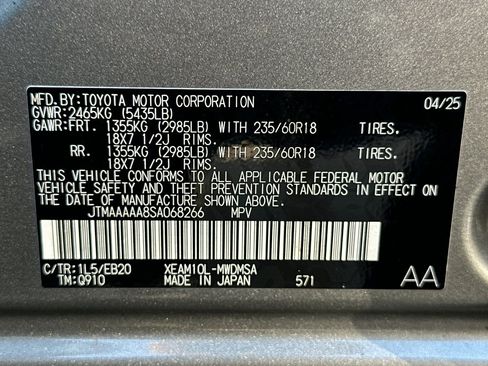 MFD.BY:TOYOTA MOTOR CORPORATION 04/25
GVWR:2465KG (5435LB)
GAWR:FRT. 1355KG (2985LB) WITH 235/60R18 TIRES.
18X7 1/2J RIMS.
RR. 1355KG (2985LB) WITH 235/60R18 TIRES.
18X7 1/2J RIMS.
THIS VEHICLE CONFORMS TO ALL APPLICABLE FEDERAL MOTOR
VEHICLE SAFETY AND THEFT PREVENTION STANDARDS IN EFFECT ON
THE DATE OF MANUFACTURE SHOWN ABOVE.
JTMAAAAA8SA068266 MPV
C/TR:1L5/EB20 XEAM10L-MWDMSA
TM:Q910 MADE IN JAPAN 571 AA